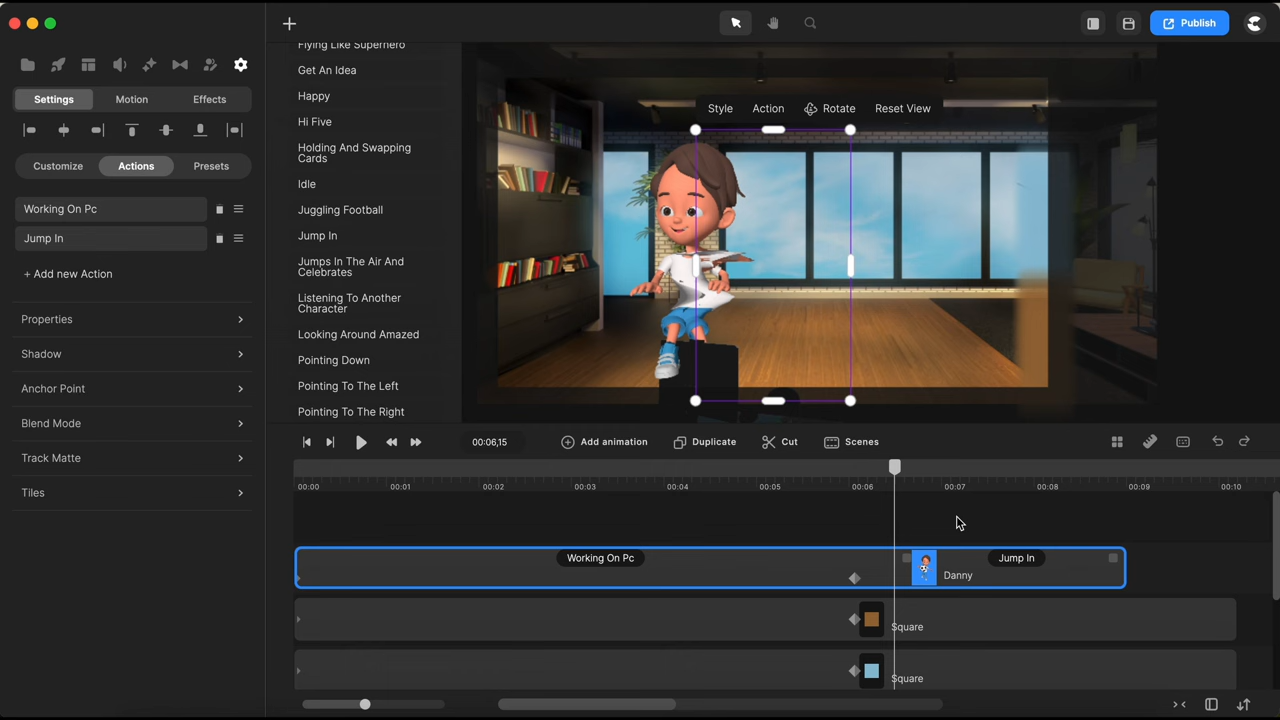 Publish
Settings
Motion
Effects
Customize
Actions
Presets
Working On Pc
Jump In
+ Add new Action
Properties
Shadow
Anchor Point
Blend Mode
Track Matte
Tiles
Flying Like Superhero
Get An Idea
Happy
Hi Five
Holding And Swapping
Cards
Idle
Juggling Football
Jump In
Jumps In The Air And
Celebrates
Listening To Another
Character
Looking Around Amazed
Pointing Down
Pointing To The Left
Pointing To The Right
Style Action Rotate Reset View
00:06,15
Add animation
Duplicate
Cut
Scenes
00:00 00:01 00:02 00:03 00:04 00:05 00:06 00:07 00:08 00:09 00:10
Working On Pc
Jump In
Danny
Square
Square